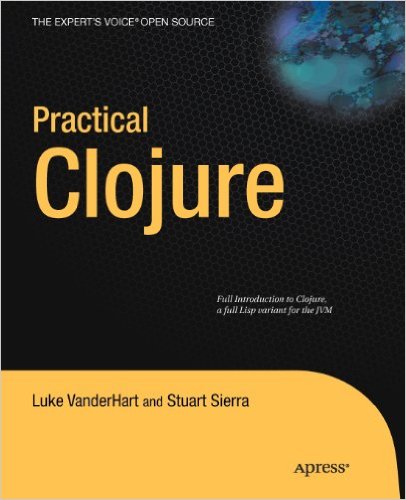 THE EXPERT'S VOICE® OPEN SOURCE
Practical
Clojure
Full Introduction to Clojure,
a full Lisp variant for the JVM
Luke VanderHart and Stuart Sierra
Apress®